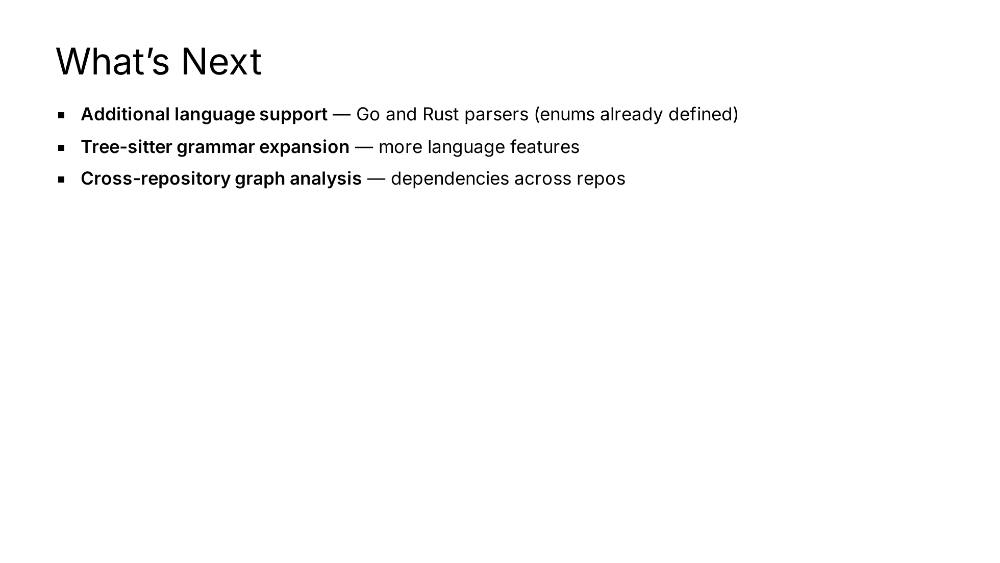 What’s Next
▪ Additional language support — Go and Rust parsers (enums already defined)
▪ Tree-sitter grammar expansion — more language features
▪ Cross-repository graph analysis — dependencies across repos